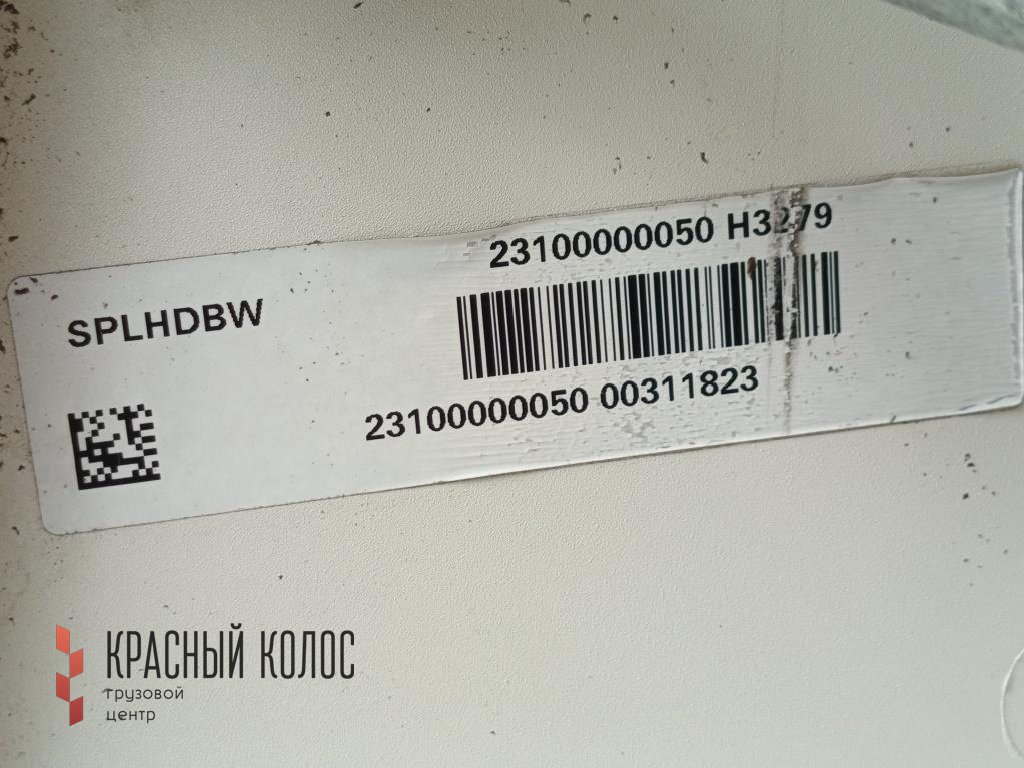 23100000050 H3279
SPLHDBW
23100000050 00311823
КРАСНЫЙ КОЛОС
грузовой
центр